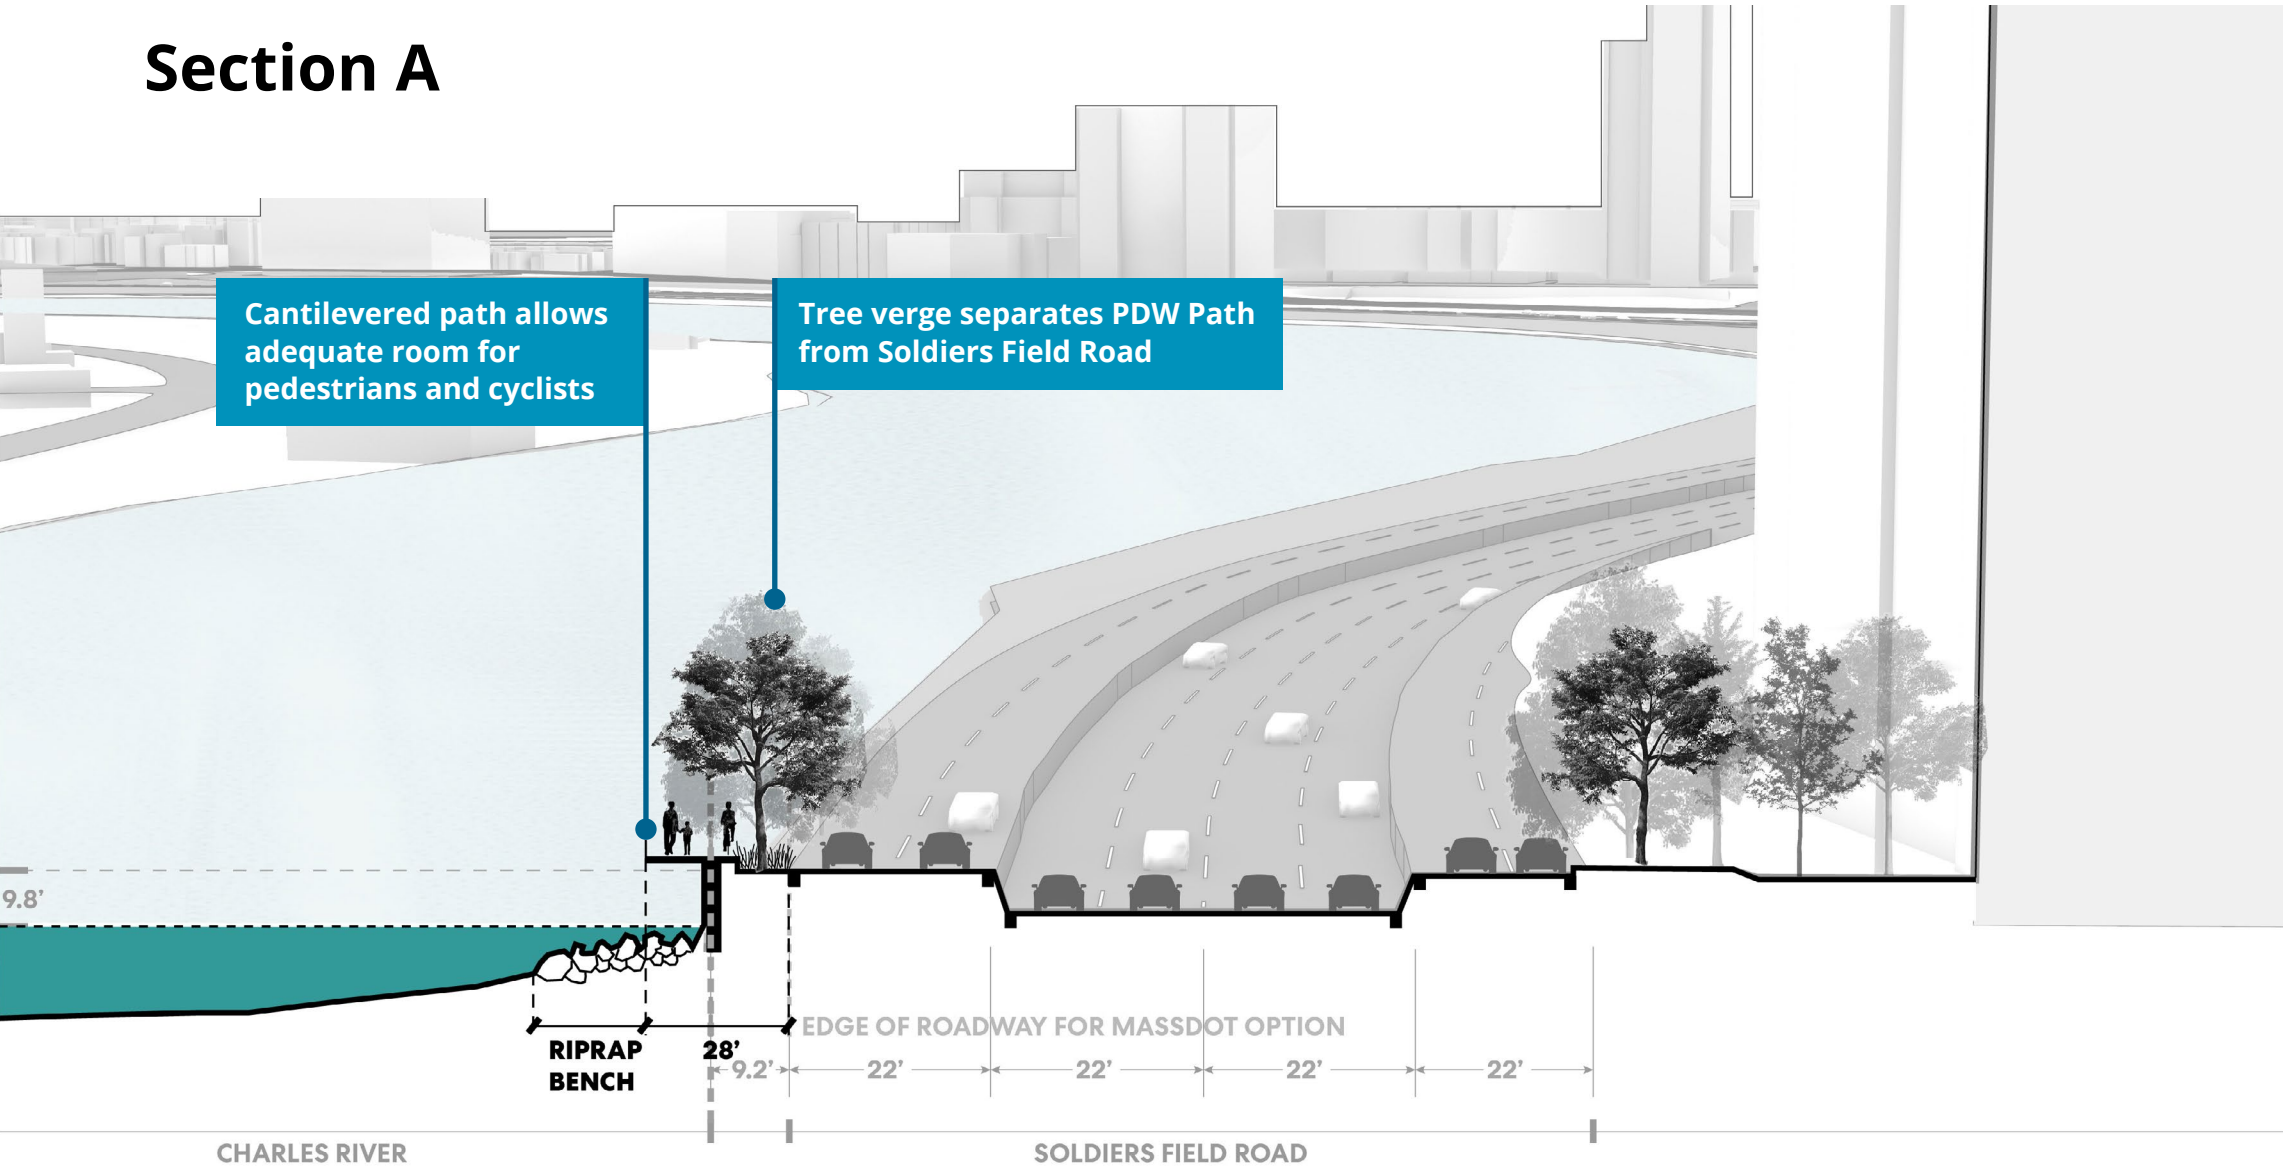 Section A
Cantilevered path allows
adequate room for
pedestrians and cyclists
Tree verge separates PDW Path
from Soldiers Field Road
9.8’
EDGE OF ROADWAY FOR MASSDOT OPTION
RIPRAP
BENCH
28’
9.2’ 22’ 22’ 22’ 22’
CHARLES RIVER
SOLDIERS FIELD ROAD